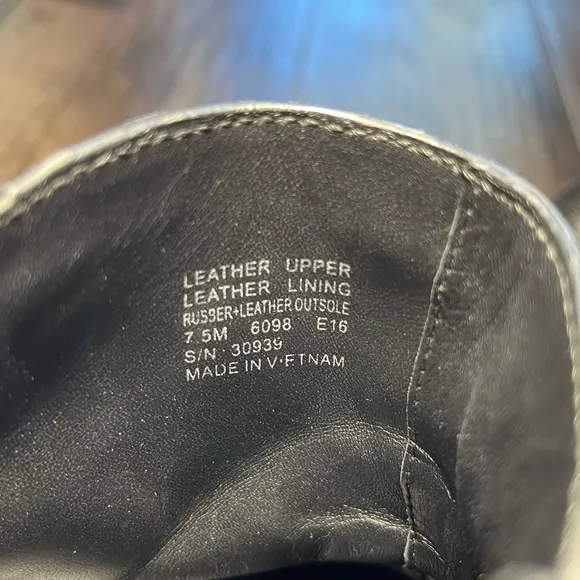 LEATHER UPPER
LEATHER LINING
RUBBER+LEATHER OUTSOLE
7.5M 6098 E16
S/N: 30939
MADE IN VIETNAM